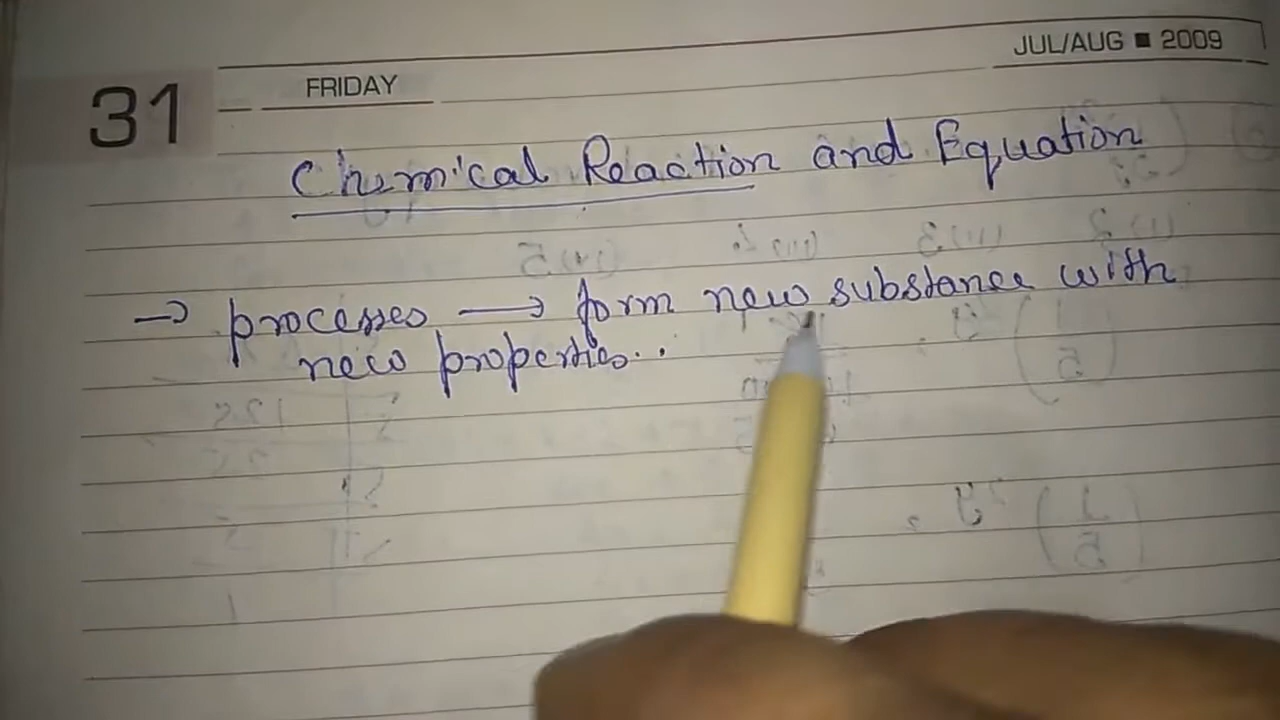 JUL/AUG ■ 2009
31 FRIDAY
Chemical Reaction and Equation
→ processes → form new substance with
new properties..